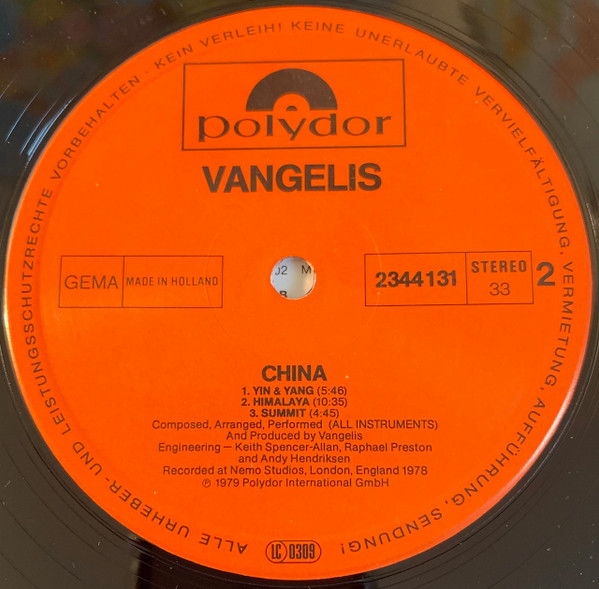 ALLE URHEBER- UND LEISTUNGSSCHUTZRECHTE VORBEHALTEN · KEIN VERLEIH! KEINE UNERLAUBTE VERVIELFÄLTIGUNG, VERMIETUNG, AUFFÜHRUNG, SENDUNG!
polydor
VANGELIS
GEMA MADE IN HOLLAND
2344131 STEREO 33 2
CHINA
1. YIN & YANG (5:46)
2. HIMALAYA (10:35)
3. SUMMIT (4:45)
Composed, Arranged, Performed (ALL INSTRUMENTS)
And Produced by Vangelis
Engineering — Keith Spencer-Allan, Raphael Preston
and Andy Hendriksen
Recorded at Nemo Studios, London, England 1978
℗ 1979 Polydor International GmbH
LC 0309